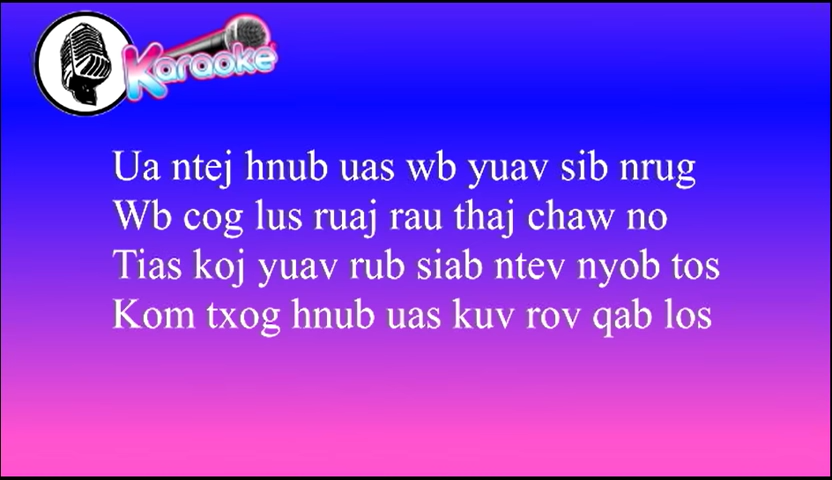 Karaoke
Ua ntej hnub uas wb yuav sib nrug
Wb cog lus ruaj rau thaj chaw no
Tias koj yuav rub siab ntev nyob tos
Kom txog hnub uas kuv rov qab los